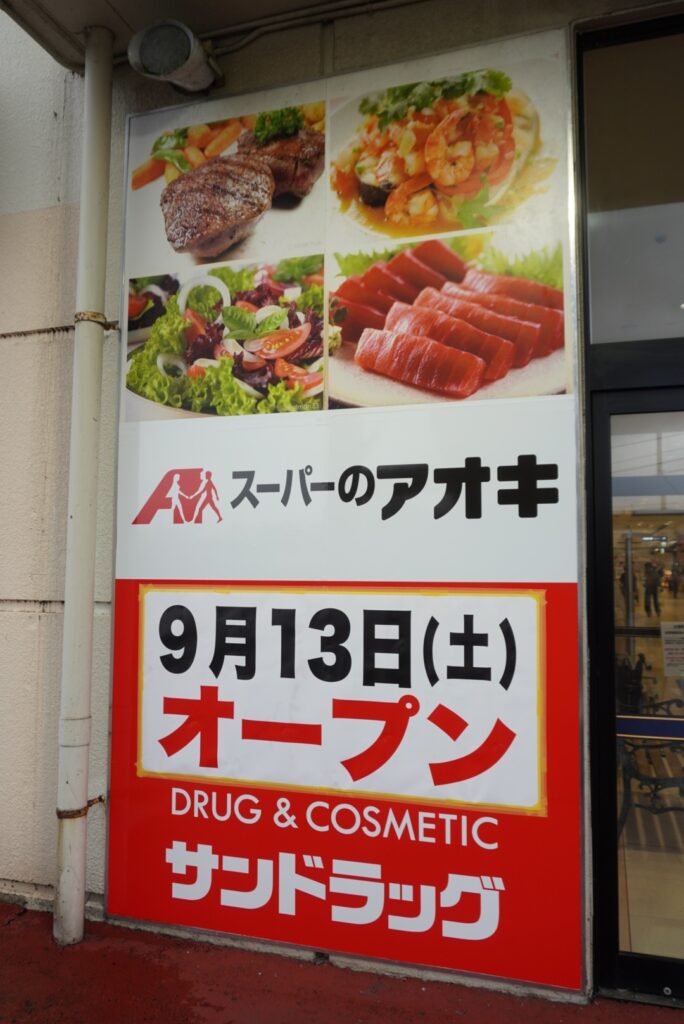 スーパーのアオキ
9月13日(土)
オープン
DRUG & COSMETIC
サンドラッグ